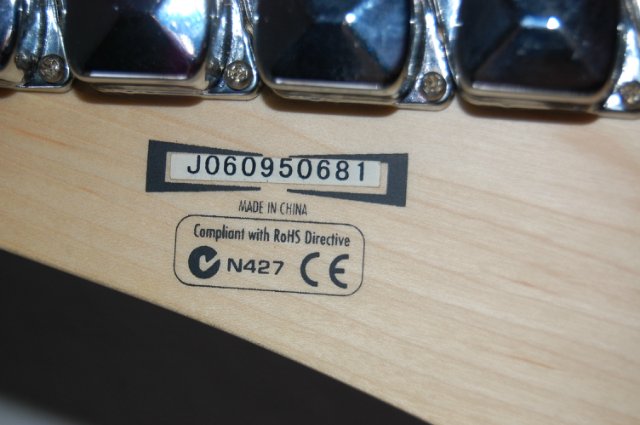 J060950681
MADE IN CHINA
Compliant with RoHS Directive
N427 CE